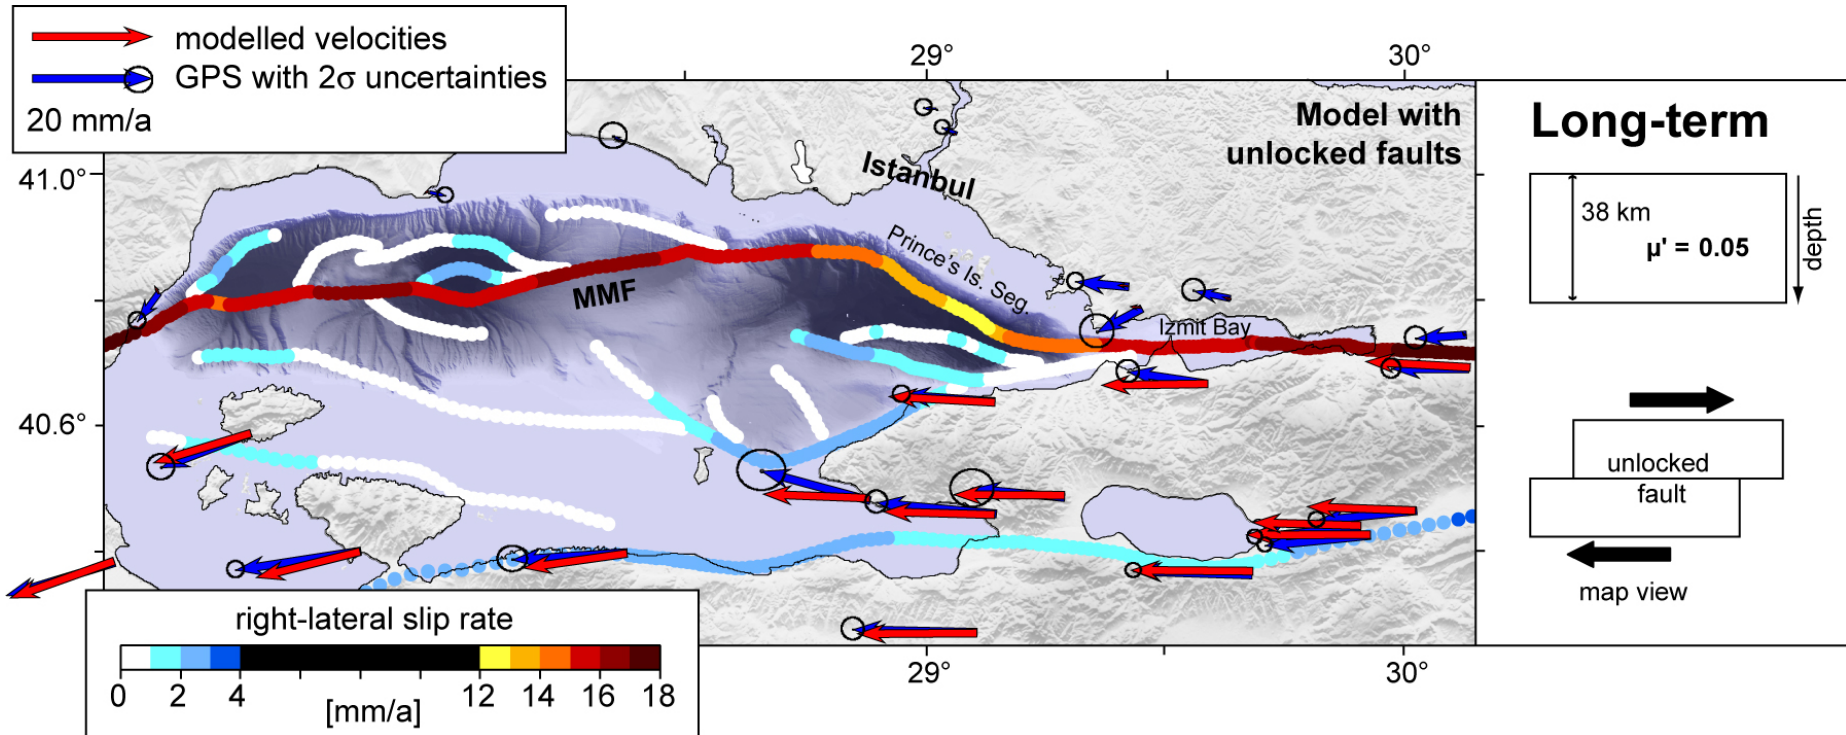 modelled velocities
GPS with 2σ uncertainties
20 mm/a
29°
30°
41.0°
40.6°
Model with
unlocked faults
Istanbul
Prince's Is. Seg.
MMF
Izmit Bay
Long-term
38 km
μ' = 0.05
depth
unlocked
fault
map view
right-lateral slip rate
0 2 4 12 14 16 18
[mm/a]
29°
30°